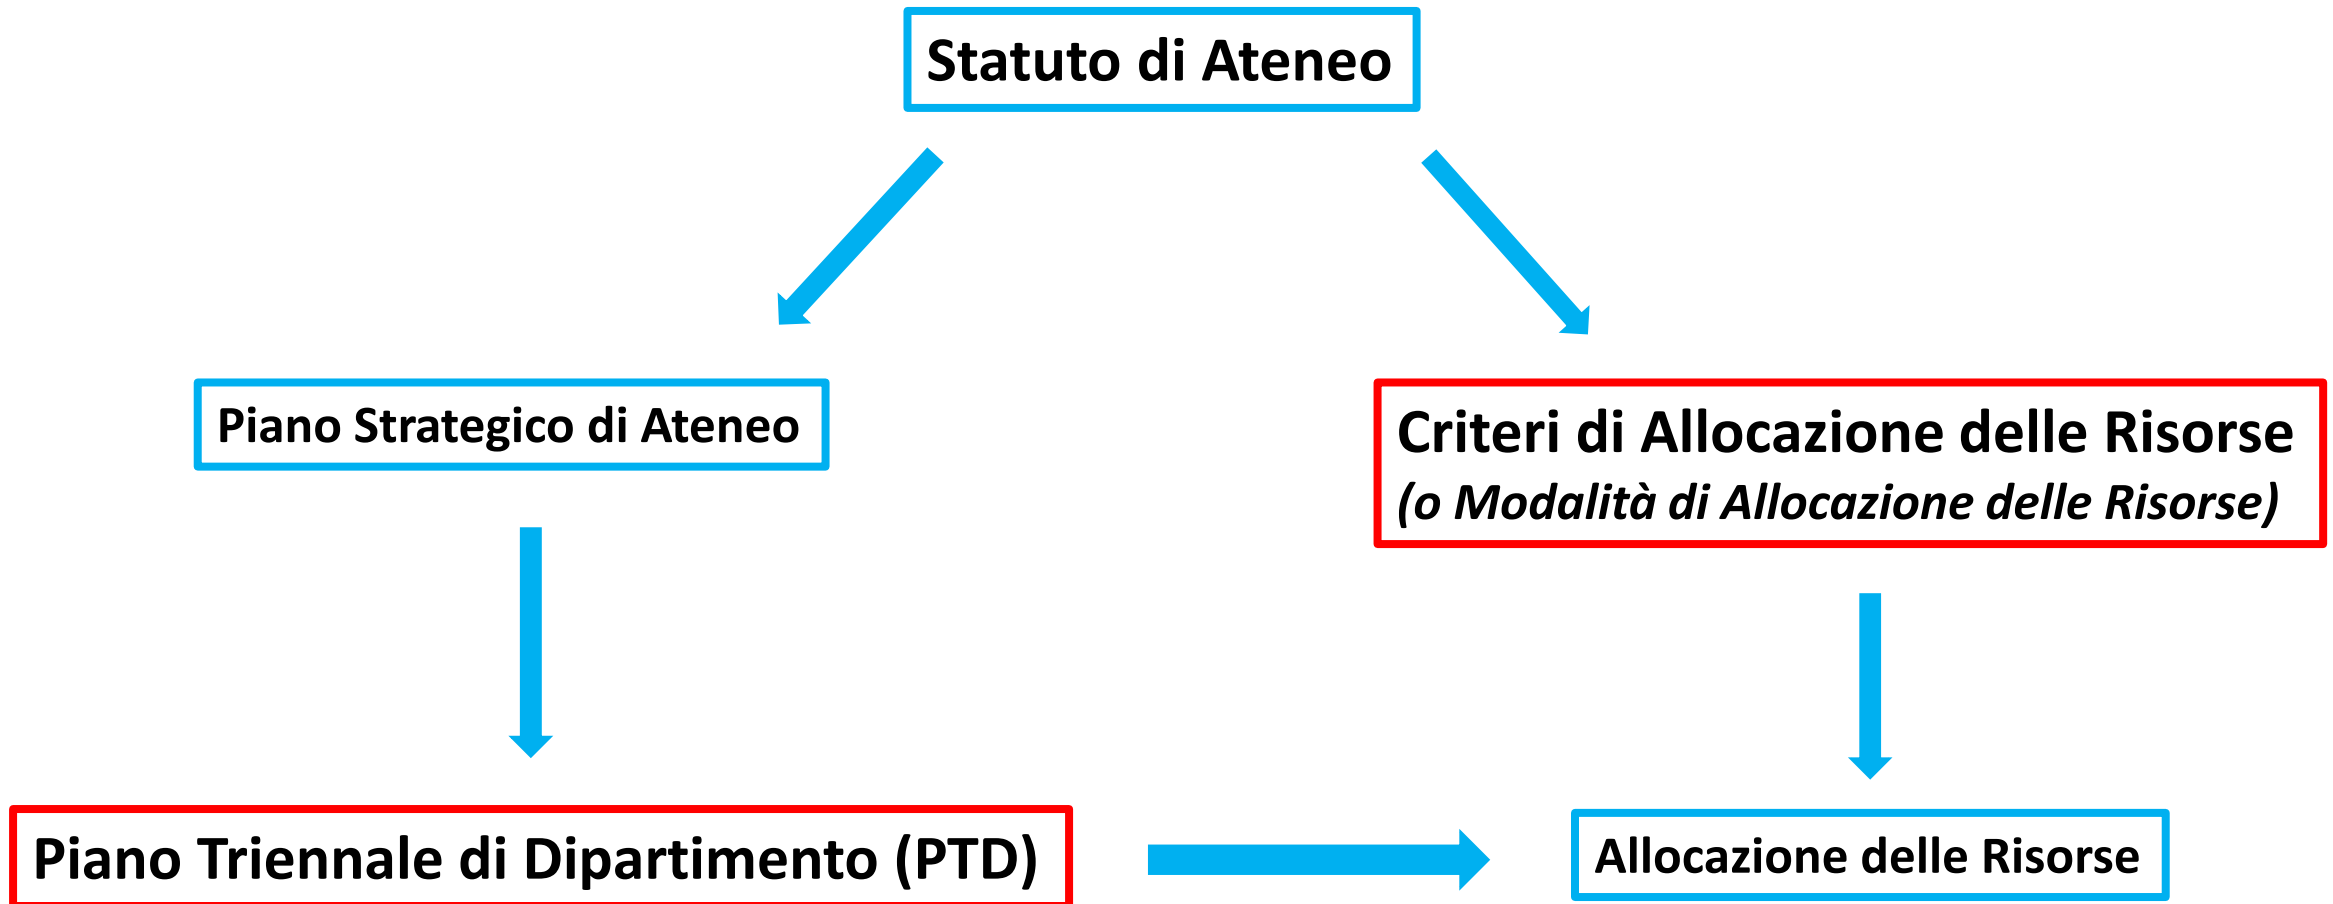 Statuto di Ateneo
Piano Strategico di Ateneo
Criteri di Allocazione delle Risorse
(o Modalità di Allocazione delle Risorse)
Piano Triennale di Dipartimento (PTD)
Allocazione delle Risorse